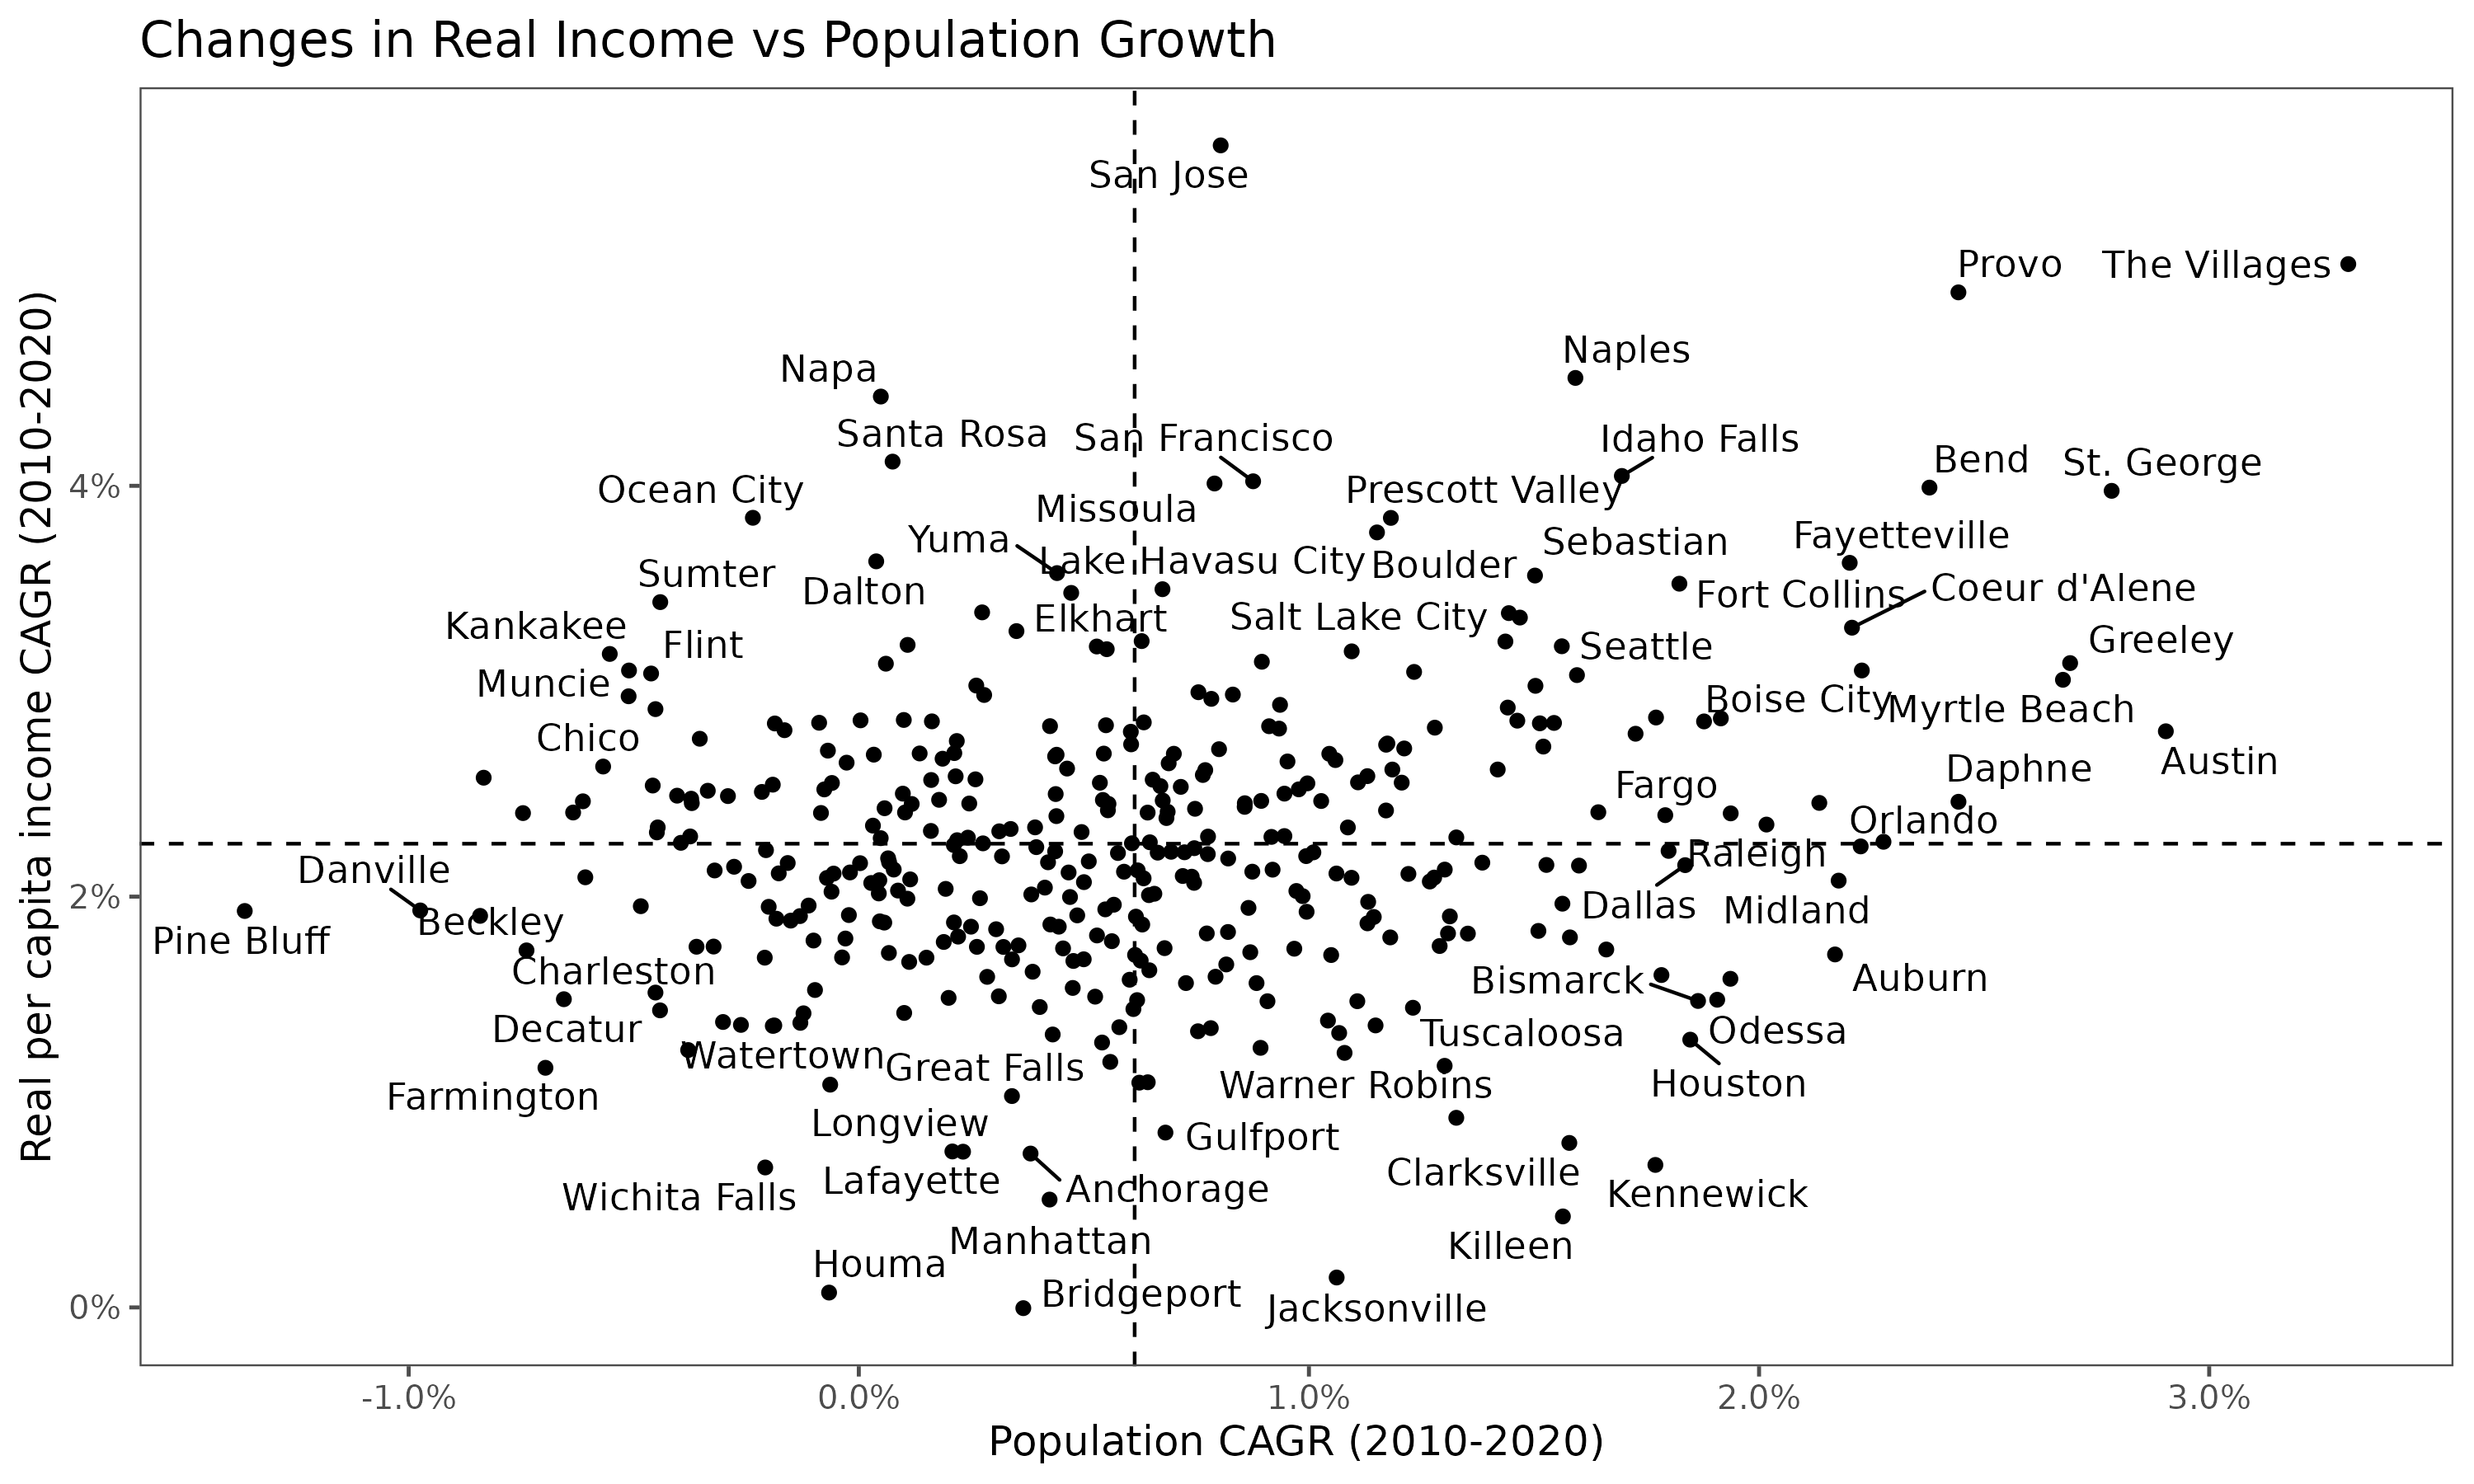 Changes in Real Income vs Population Growth
San Jose
Provo
The Villages
Naples
Napa
Santa Rosa
San Francisco
Idaho Falls
Bend
St. George
Ocean City
Missoula
Prescott Valley
Yuma
Lake Havasu City
Boulder
Sebastian
Fayetteville
Sumter
Dalton
Fort Collins
Coeur d'Alene
Kankakee
Elkhart
Salt Lake City
Flint
Seattle
Greeley
Muncie
Boise City
Myrtle Beach
Chico
Austin
Fargo
Daphne
Orlando
Danville
Raleigh
Beckley
Dallas
Midland
Pine Bluff
Charleston
Bismarck
Auburn
Decatur
Tuscaloosa
Odessa
Watertown
Great Falls
Farmington
Warner Robins
Houston
Longview
Gulfport
Lafayette
Clarksville
Wichita Falls
Anchorage
Kennewick
Manhattan
Killeen
Houma
Bridgeport
Jacksonville
4%
2%
0%
-1.0%
0.0%
1.0%
2.0%
3.0%
Real per capita income CAGR (2010-2020)
Population CAGR (2010-2020)